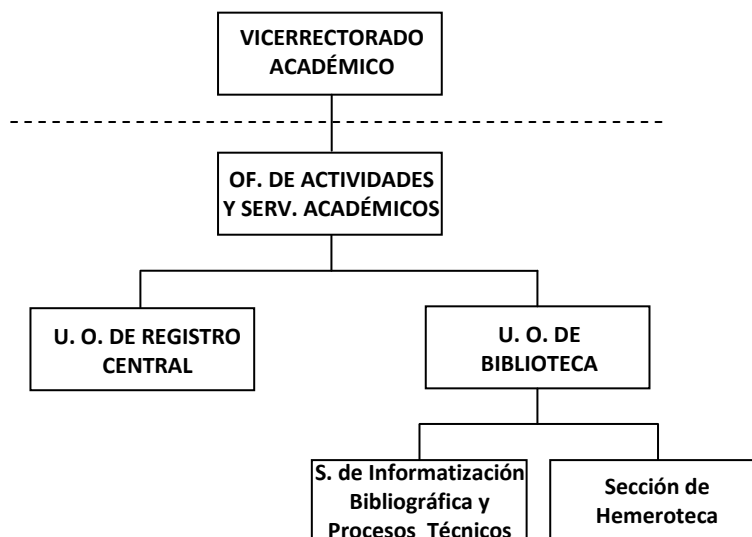 VICERRECTORADO
ACADÉMICO
OF. DE ACTIVIDADES
Y SERV. ACADÉMICOS
U. O. DE REGISTRO
CENTRAL
U. O. DE
BIBLIOTECA
S. de Informatización
Bibliográfica y
Procesos Técnicos
Sección de
Hemeroteca